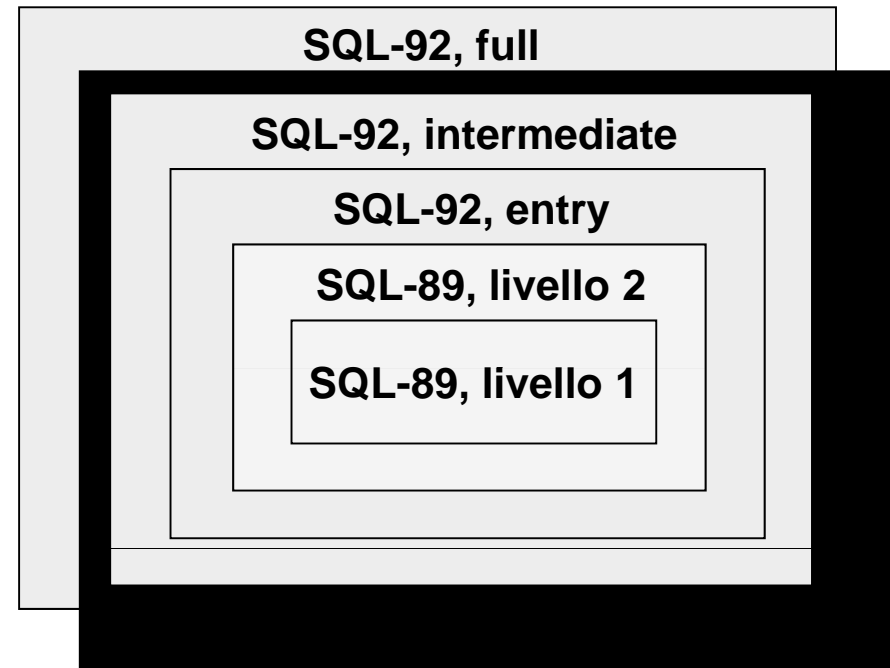 SQL-92, full
SQL-92, intermediate
SQL-92, entry
SQL-89, livello 2
SQL-89, livello 1